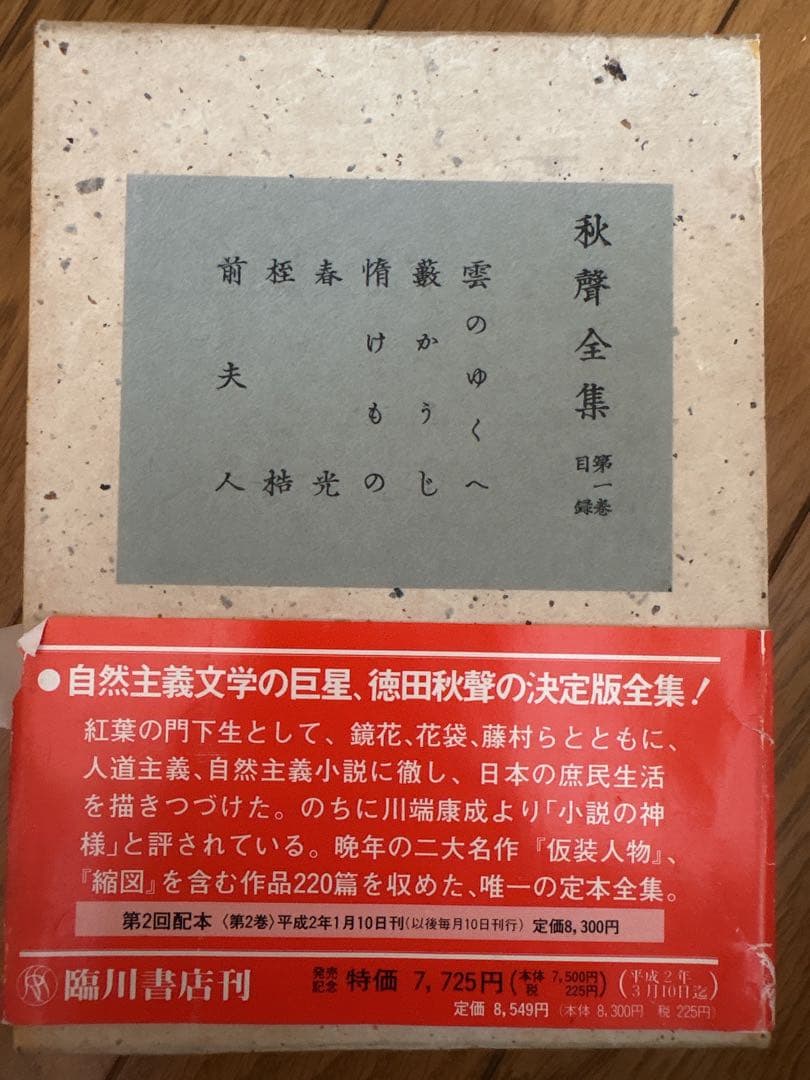 秋聲全集 第一巻目録
雲のゆくへ
藪かうじ
惰けもの
春光
桎梏
前夫人
●自然主義文学の巨星、徳田秋聲の決定版全集!
紅葉の門下生として、鏡花、花袋、藤村らとともに、
人道主義、自然主義小説に徹し、日本の庶民生活
を描きつづけた。のちに川端康成より「小説の神
様」と評されている。晩年の二大名作『仮装人物』、
『縮図』を含む作品220篇を収めた、唯一の定本全集。
第2回配本〈第2巻〉平成2年1月10日刊(以後毎月10日刊行) 定価8,300円
臨川書店刊 発売記念 特価 7,725円(本体 7,500円 税 225円)(平成2年3月10日迄)
定価 8,549円(本体 8,300円 税 225円)